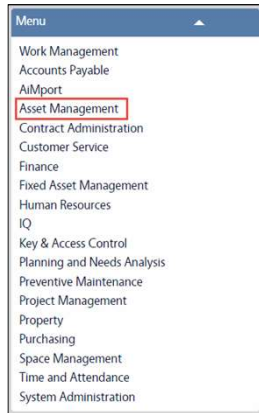 Menu
Work Management
Accounts Payable
AiMport
Asset Management
Contract Administration
Customer Service
Finance
Fixed Asset Management
Human Resources
IQ
Key & Access Control
Planning and Needs Analysis
Preventive Maintenance
Project Management
Property
Purchasing
Space Management
Time and Attendance
System Administration